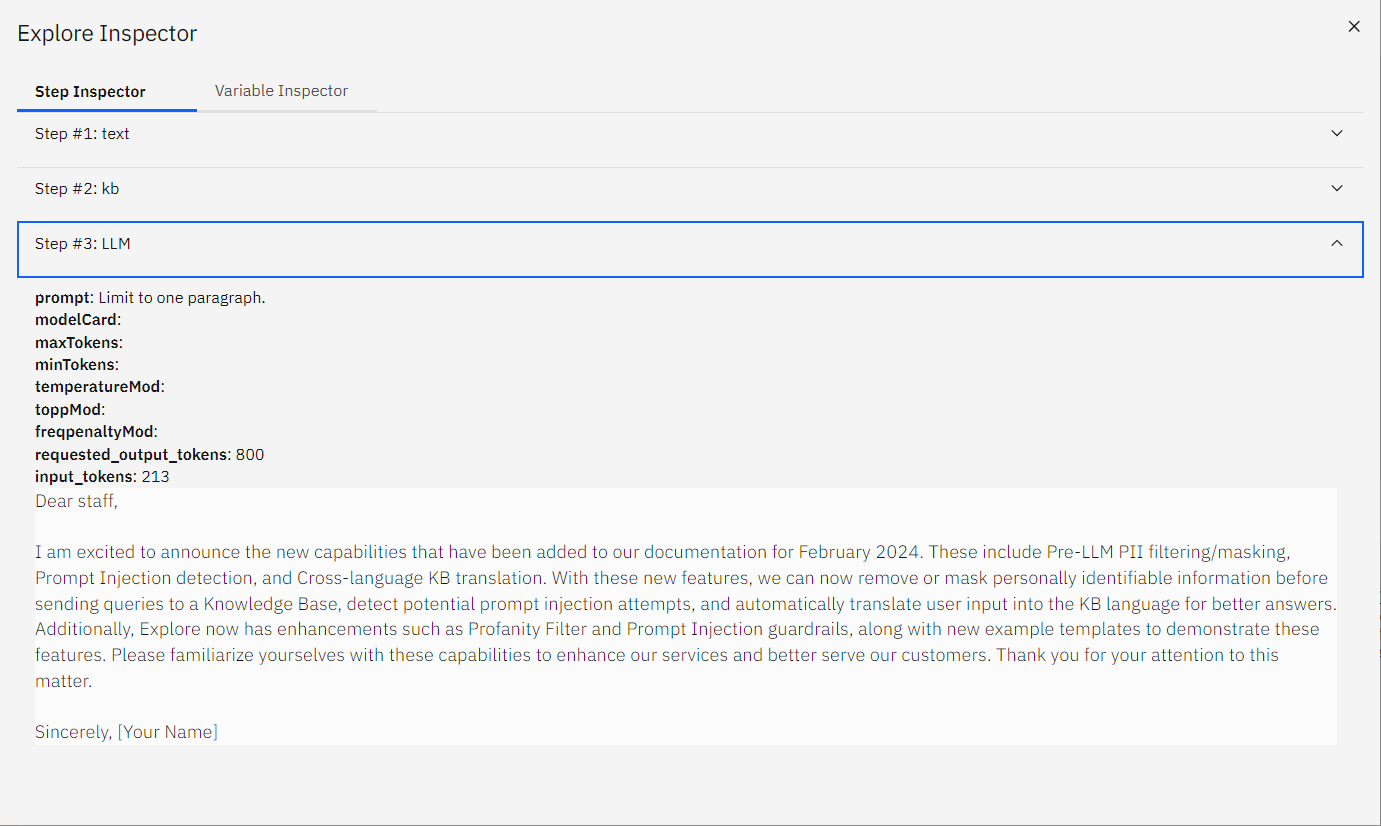 Explore Inspector
Step Inspector
Variable Inspector
Step #1: text
Step #2: kb
Step #3: LLM
prompt: Limit to one paragraph.
modelCard:
maxTokens:
minTokens:
temperatureMod:
toppMod:
freqpenaltyMod:
requested_output_tokens: 800
input_tokens: 213
Dear staff,
I am excited to announce the new capabilities that have been added to our documentation for February 2024. These include Pre-LLM PII filtering/masking,
Prompt Injection detection, and Cross-language KB translation. With these new features, we can now remove or mask personally identifiable information before
sending queries to a Knowledge Base, detect potential prompt injection attempts, and automatically translate user input into the KB language for better answers.
Additionally, Explore now has enhancements such as Profanity Filter and Prompt Injection guardrails, along with new example templates to demonstrate these
features. Please familiarize yourselves with these capabilities to enhance our services and better serve our customers. Thank you for your attention to this
matter.
Sincerely, [Your Name]